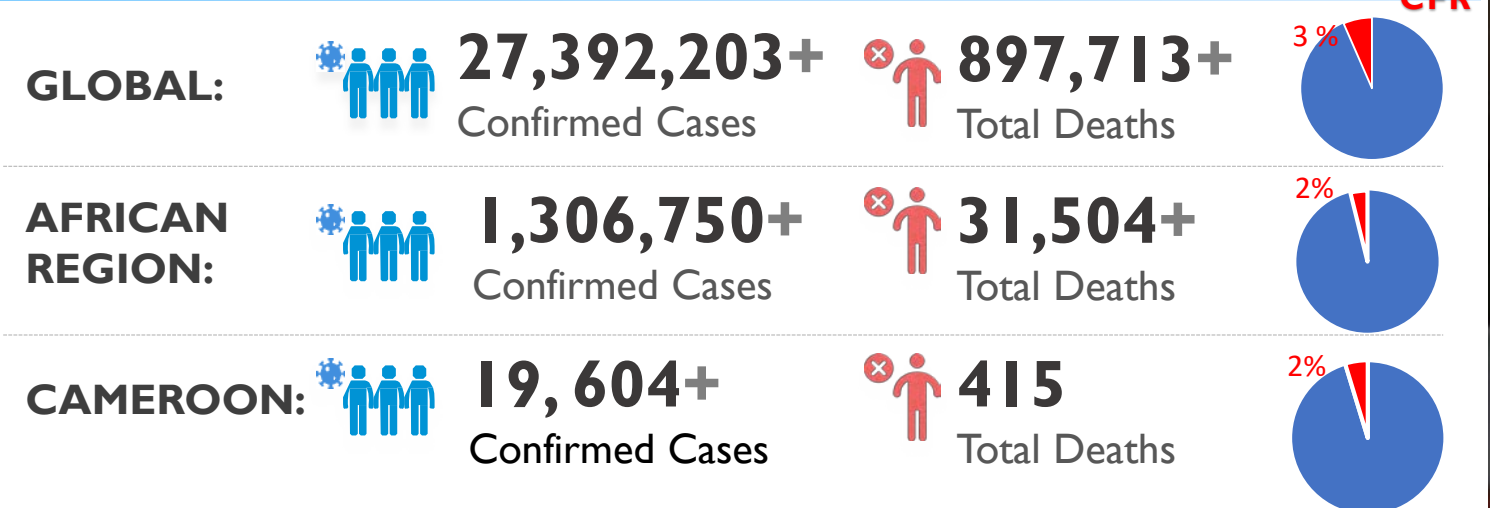 CFR
GLOBAL:
27,392,203+
Confirmed Cases
897,713+
Total Deaths
3 %
AFRICAN
REGION:
1,306,750+
Confirmed Cases
31,504+
Total Deaths
2%
CAMEROON:
19, 604+
Confirmed Cases
415
Total Deaths
2%